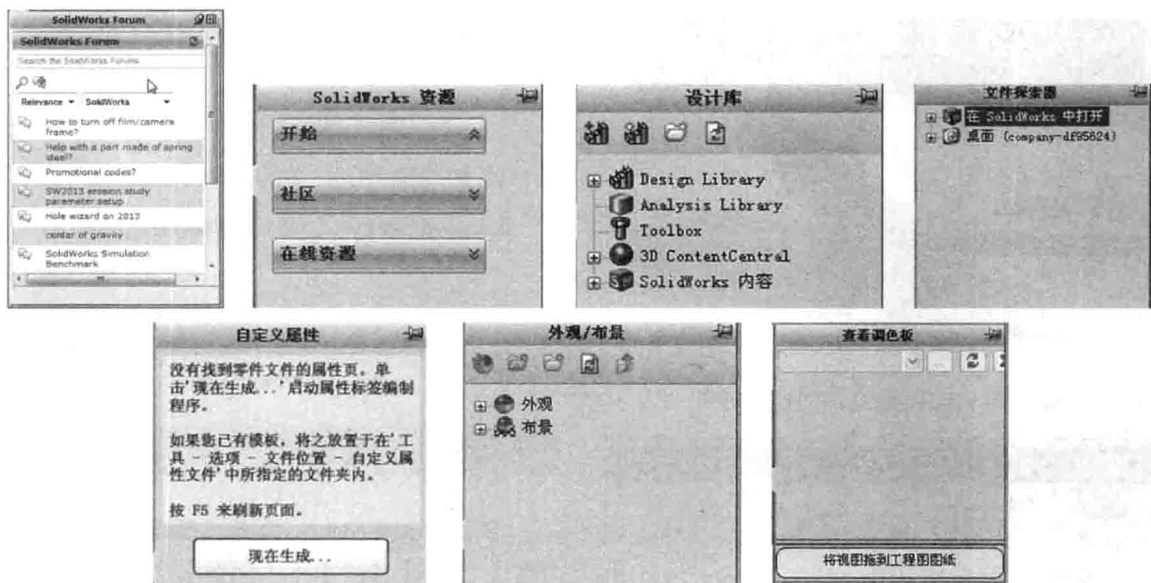 SolidWorks Forum
SolidWorks Forum
Search the SolidWorks Forums
Relevance SolidWorks
How to turn off film/camera
frame?
Help with a part made of spring
steel?
Promotional codes?
SW2013 erosion study
parameter setup
Hole wizard on 2013
center of gravity
SolidWorks Simulation
Benchmark
SolidWorks 资源
开始
社区
在线资源
设计库
Design Library
Analysis Library
Toolbox
3D ContentCentral
SolidWorks 内容
文件探索器
在 SolidWorks 中打开
桌面 (company-df95624)
自定义属性
没有找到零件文件的属性页。单
击'现在生成...'启动属性标签编制
程序。
如果您已有模板,将之放置于在'工
具 - 选项 - 文件位置 - 自定义属
性文件'中所指定的文件夹内。
按 F5 来刷新页面。
现在生成...
外观/布景
外观
布景
查看调色板
...
将视图拖到工程图图纸